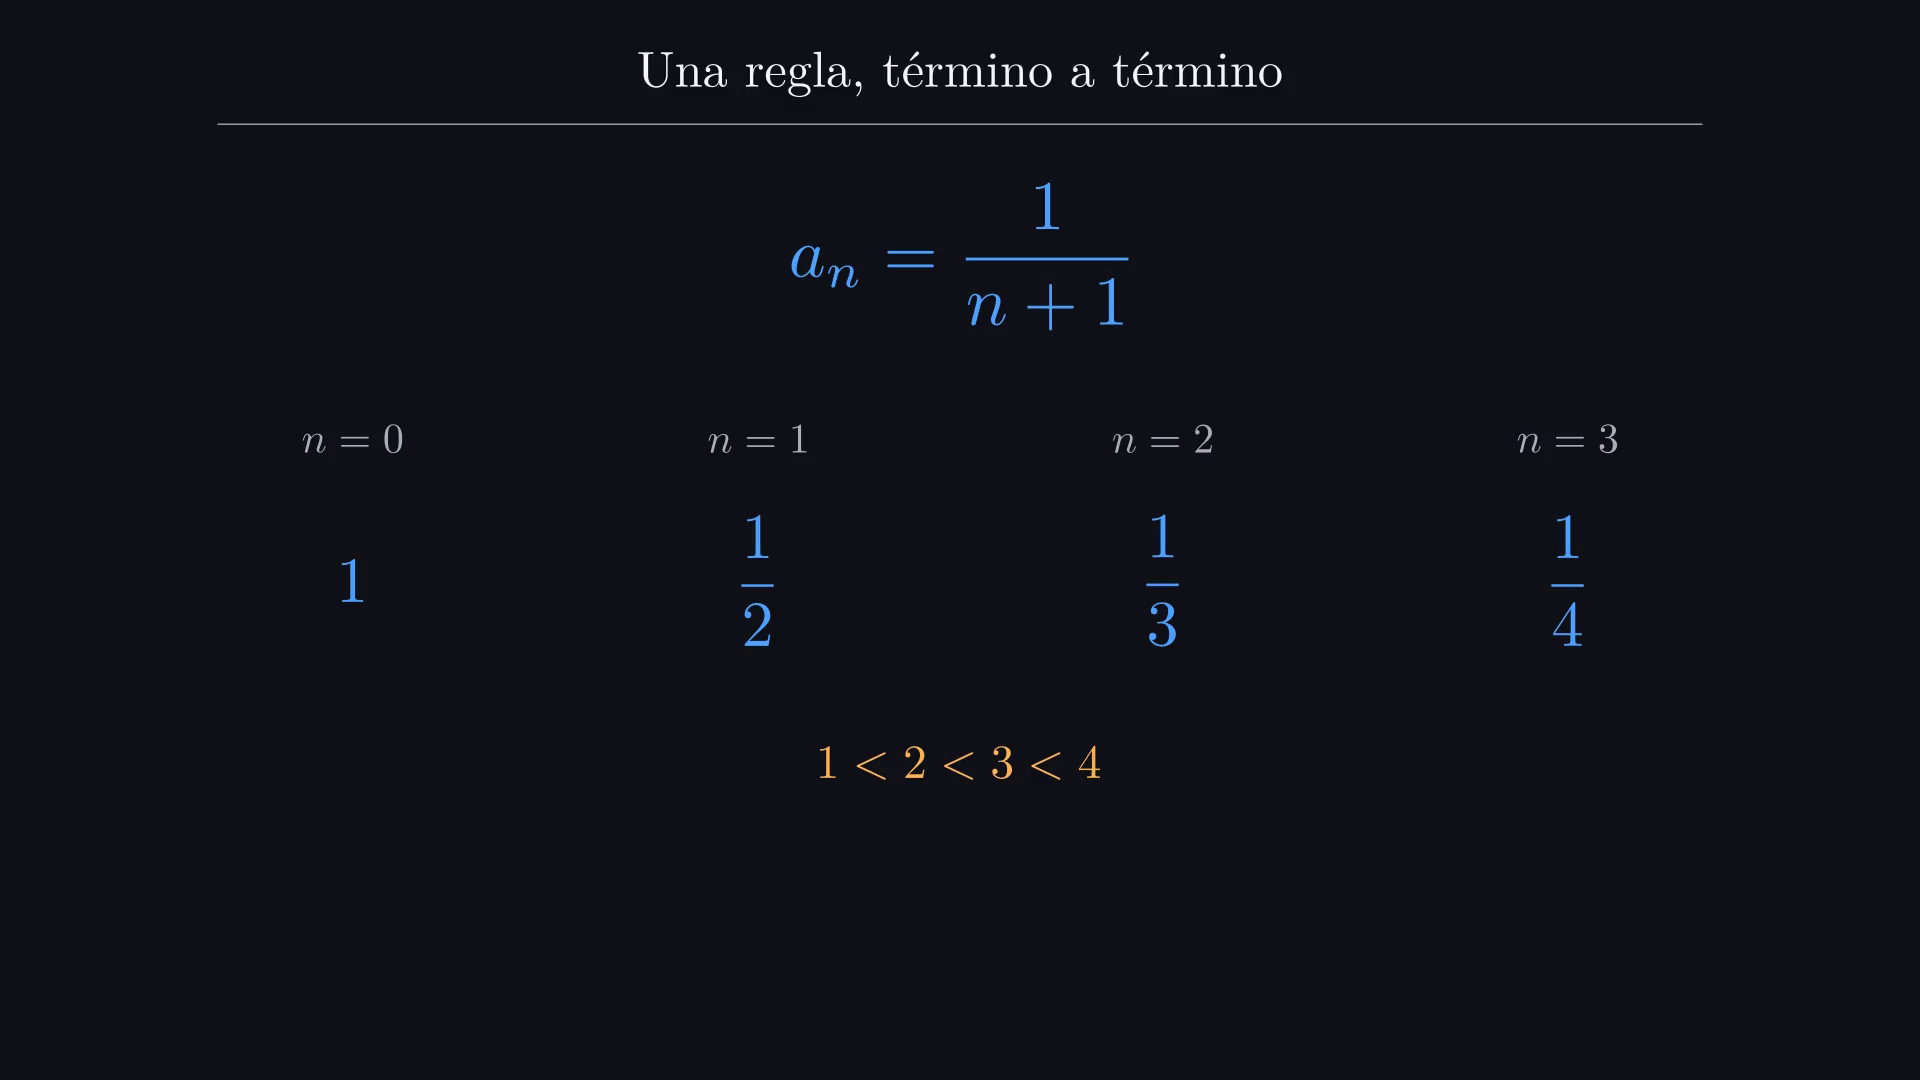 Una regla, término a término
aₙ = 1/(n + 1)
n = 0 n = 1 n = 2 n = 3
1 1/2 1/3 1/4
1 < 2 < 3 < 4